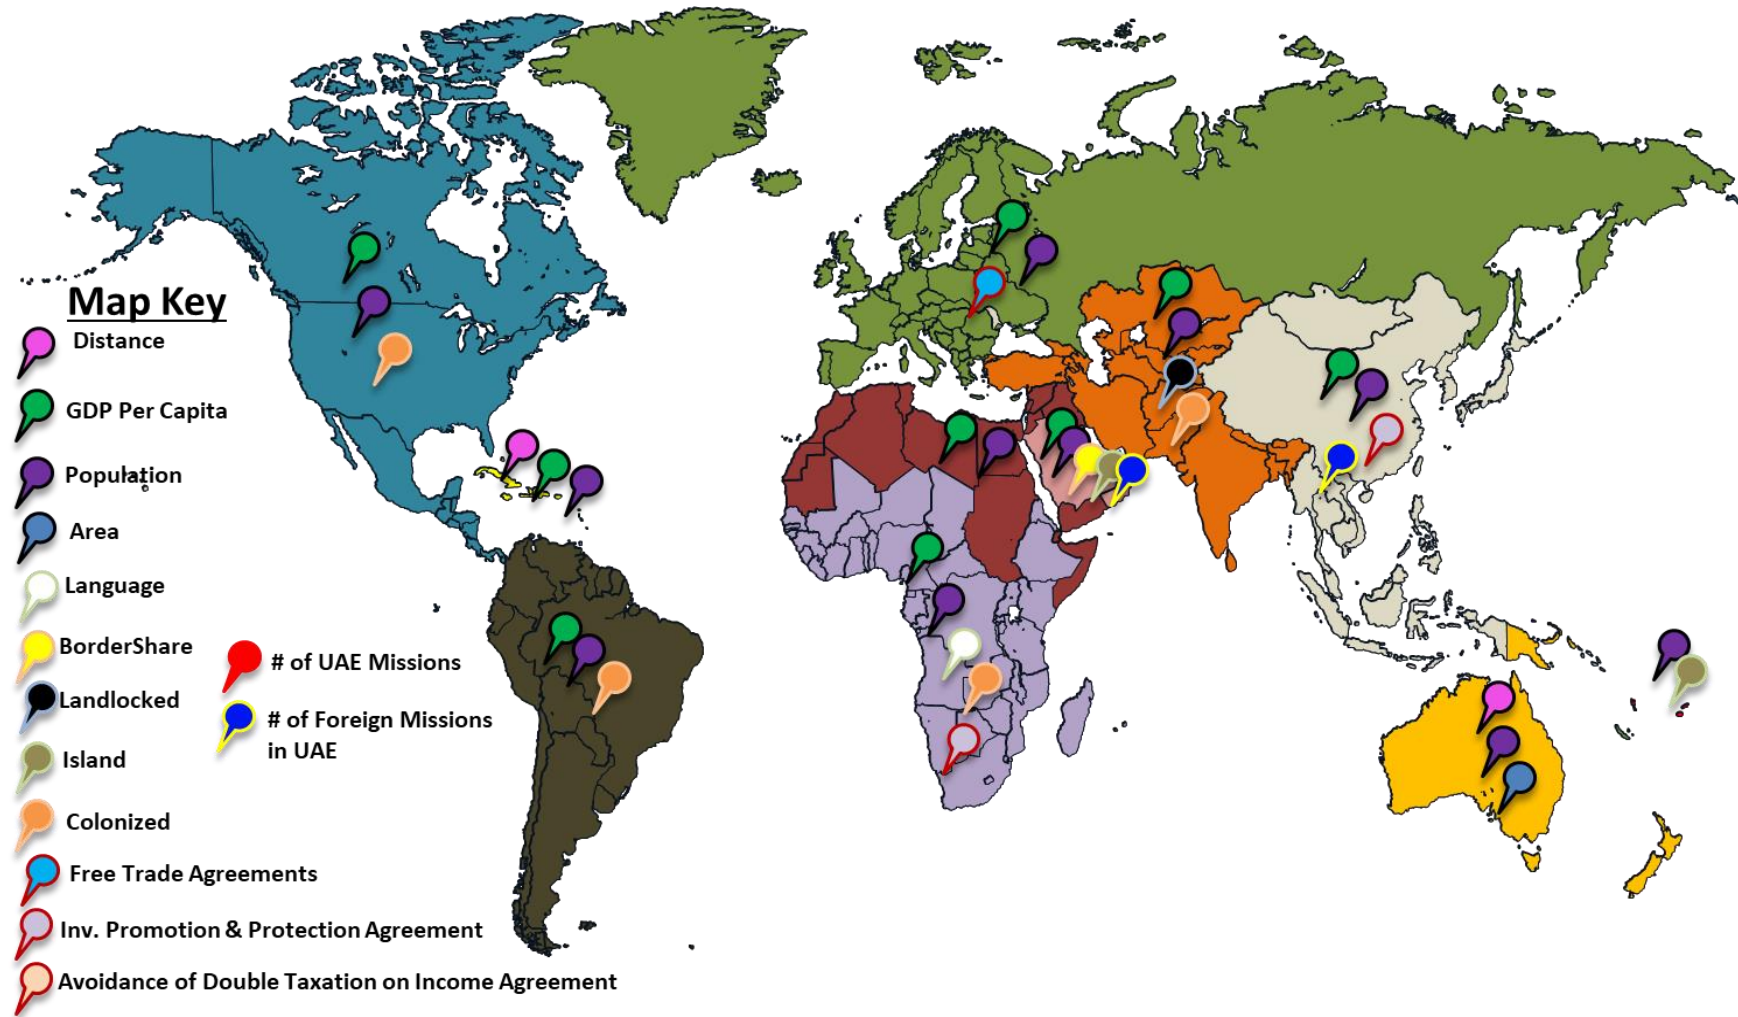 Map Key
Distance
GDP Per Capita
Population
Area
Language
BorderShare
Landlocked
Island
Colonized
Free Trade Agreements
Inv. Promotion & Protection Agreement
Avoidance of Double Taxation on Income Agreement
# of UAE Missions
# of Foreign Missions
in UAE